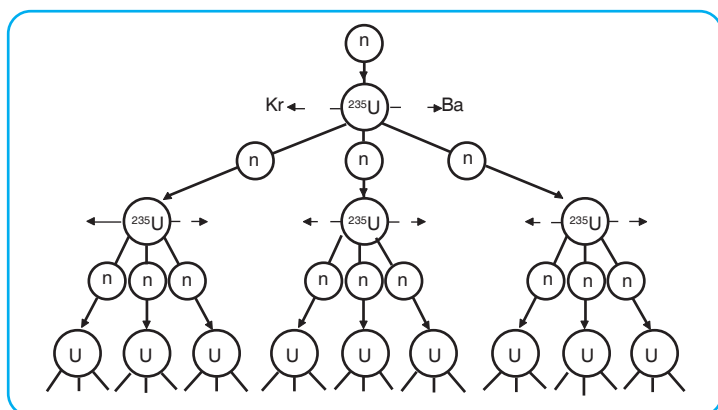 n
Kr ²³⁵U Ba
n n n
²³⁵U ²³⁵U ²³⁵U
n n n n n n n n n
U U U U U U U U U